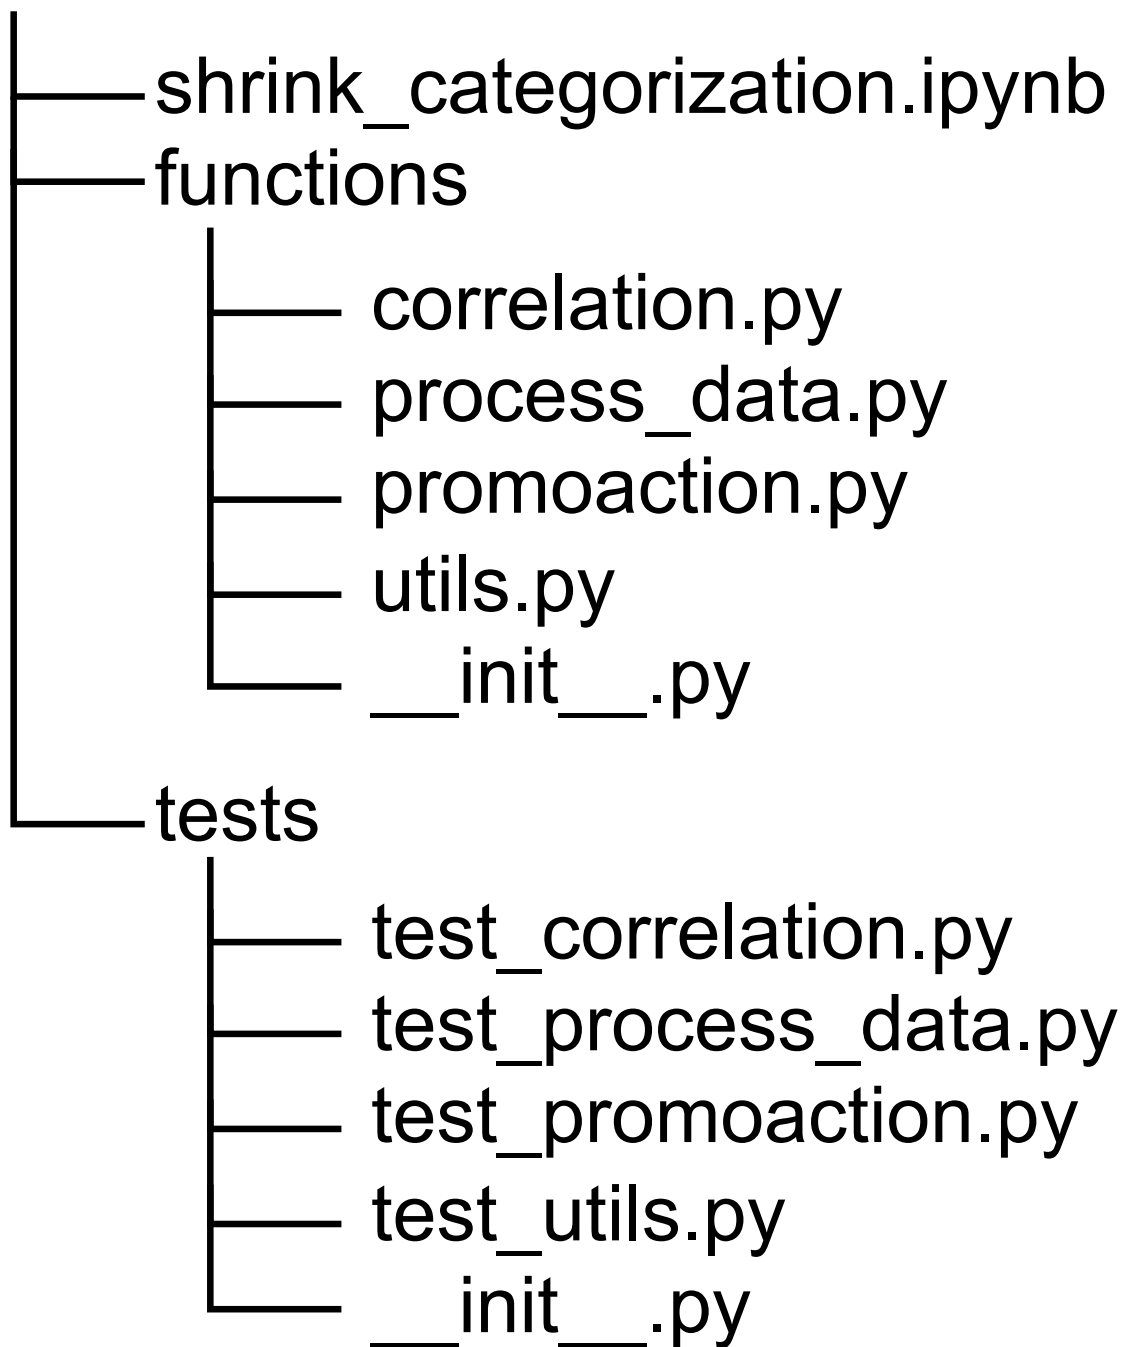 shrink_categorization.ipynb
functions
correlation.py
process_data.py
promoaction.py
utils.py
__init__.py
tests
test_correlation.py
test_process_data.py
test_promoaction.py
test_utils.py
__init__.py